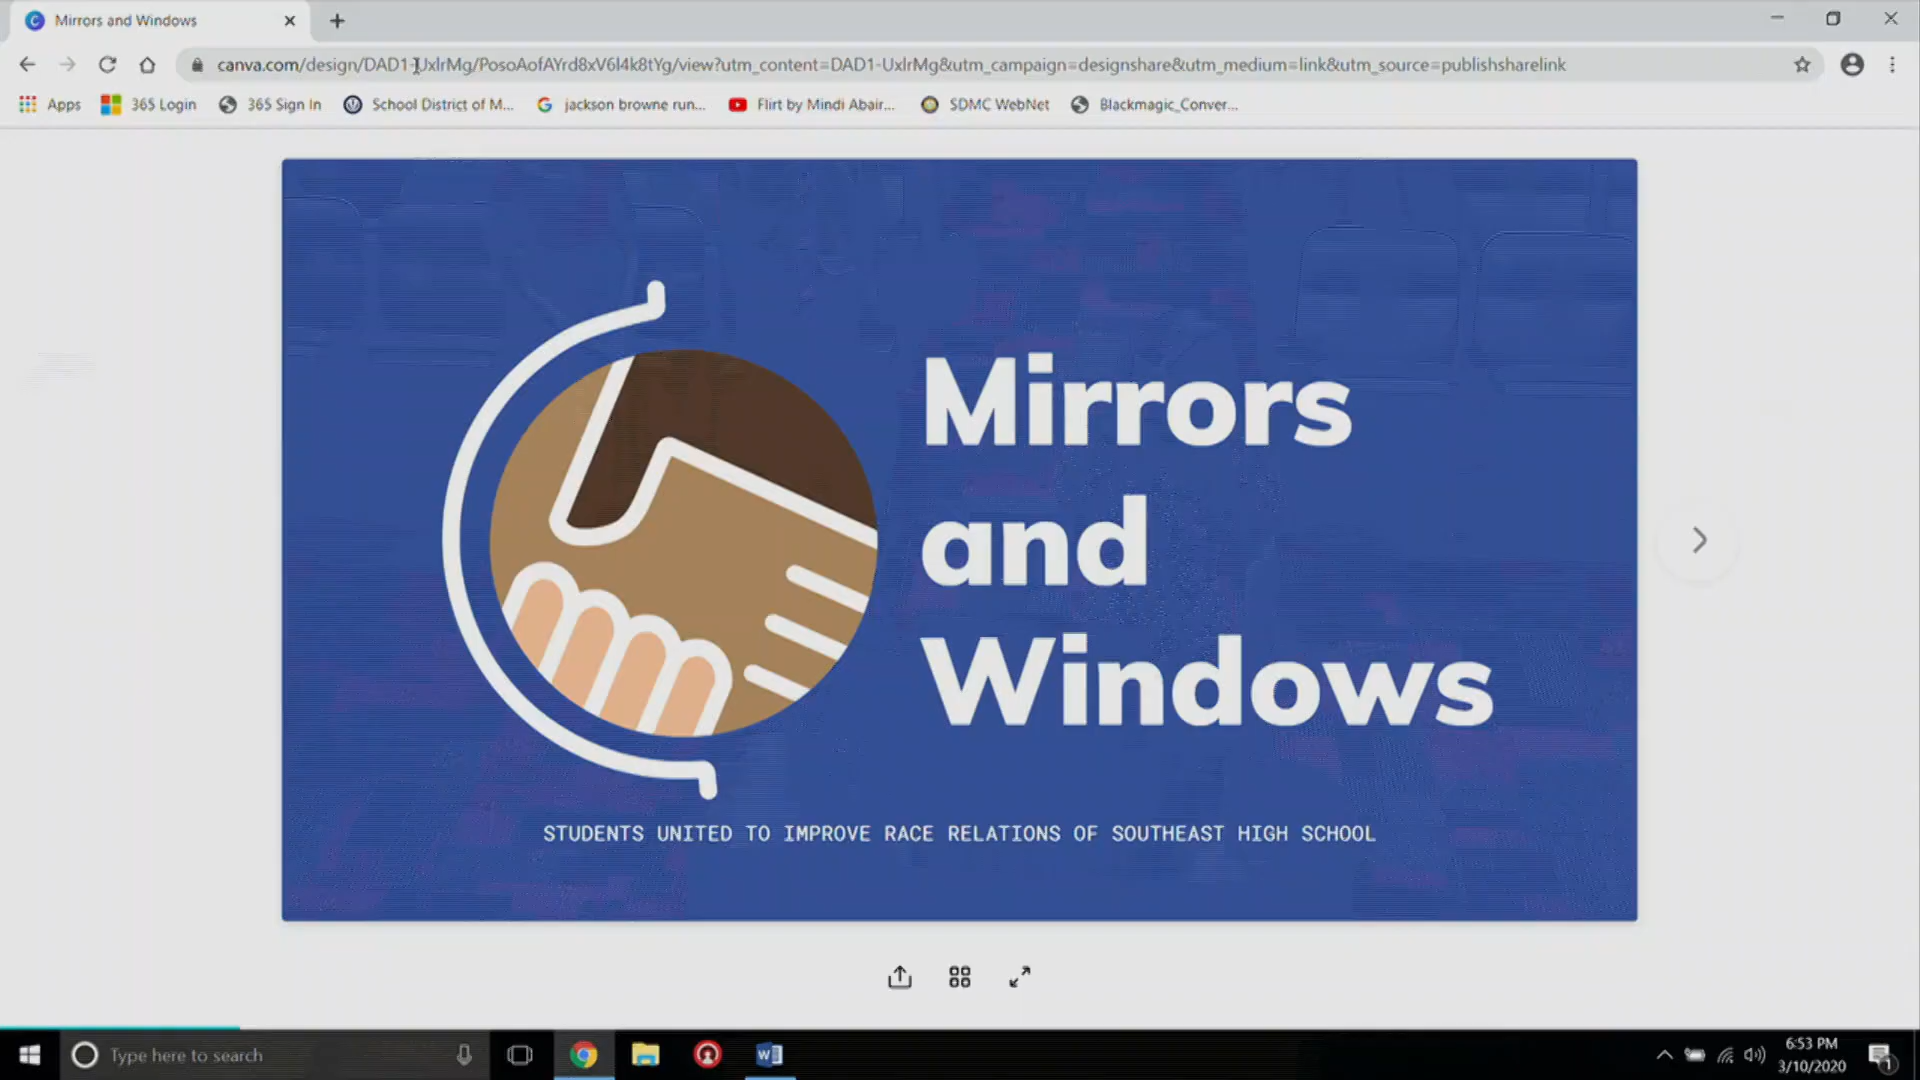 Mirrors and Windows
canva.com/design/DAD1-UxlrMg/PosoAofAYrd8xV6l4k8tYg/view?utm_content=DAD1-UxlrMg&utm_campaign=designshare&utm_medium=link&utm_source=publishsharelink
Apps 365 Login 365 Sign In School District of M... jackson browne run... Flirt by Mindi Abair... SDMC WebNet Blackmagic_Conver...
Mirrors
and
Windows
STUDENTS UNITED TO IMPROVE RACE RELATIONS OF SOUTHEAST HIGH SCHOOL
Type here to search
6:53 PM
3/10/2020
1